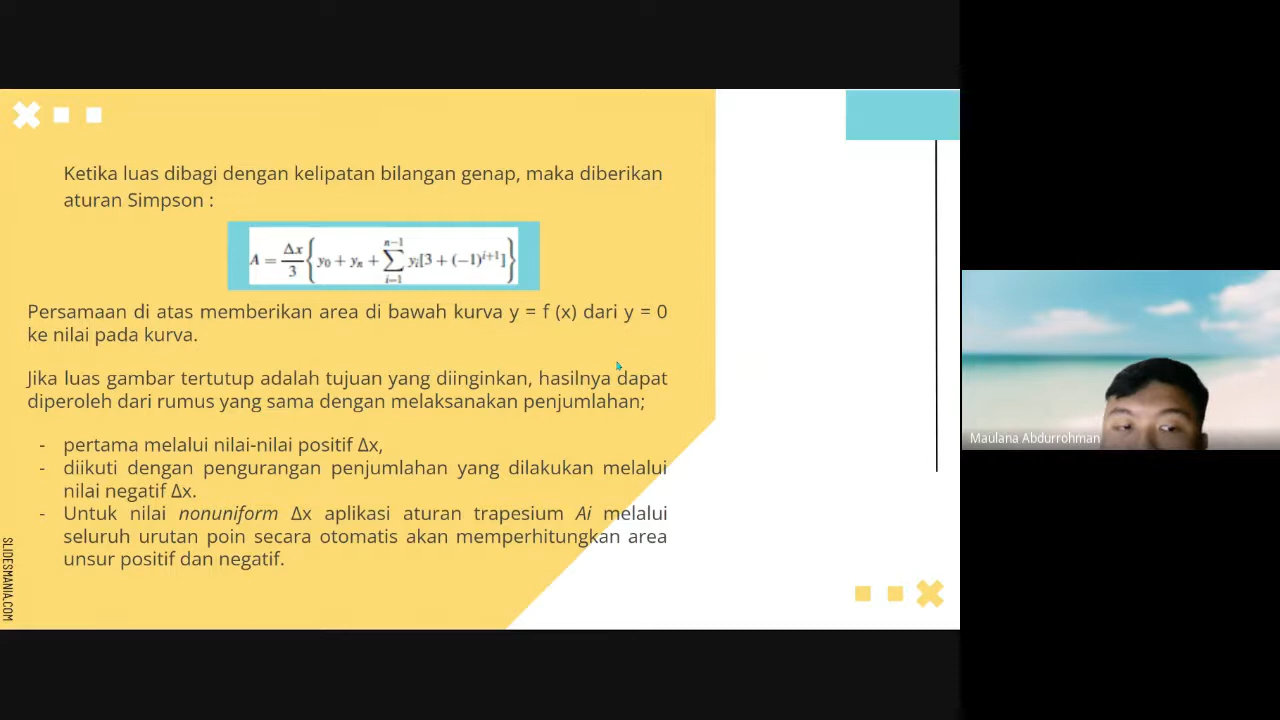 Ketika luas dibagi dengan kelipatan bilangan genap, maka diberikan
aturan Simpson :
A = Δx/3 { y₀ + yₙ + ∑_{i=1}^{n−1} yᵢ[3 + (−1)^{i+1}] }
Persamaan di atas memberikan area di bawah kurva y = f (x) dari y = 0
ke nilai pada kurva.
Jika luas gambar tertutup adalah tujuan yang diinginkan, hasilnya dapat
diperoleh dari rumus yang sama dengan melaksanakan penjumlahan;
- pertama melalui nilai-nilai positif Δx,
- diikuti dengan pengurangan penjumlahan yang dilakukan melalui
nilai negatif Δx.
- Untuk nilai nonuniform Δx aplikasi aturan trapesium Ai melalui
seluruh urutan poin secara otomatis akan memperhitungkan area
unsur positif dan negatif.
SLIDESMANIA.COM
Maulana Abdurrohman